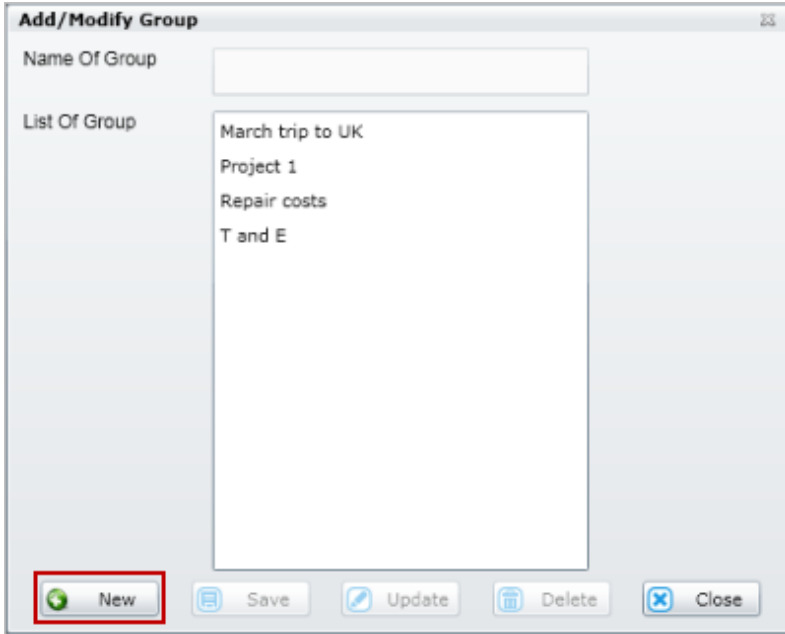 Add/Modify Group
Name Of Group
List Of Group
March trip to UK
Project 1
Repair costs
T and E
New Save Update Delete Close